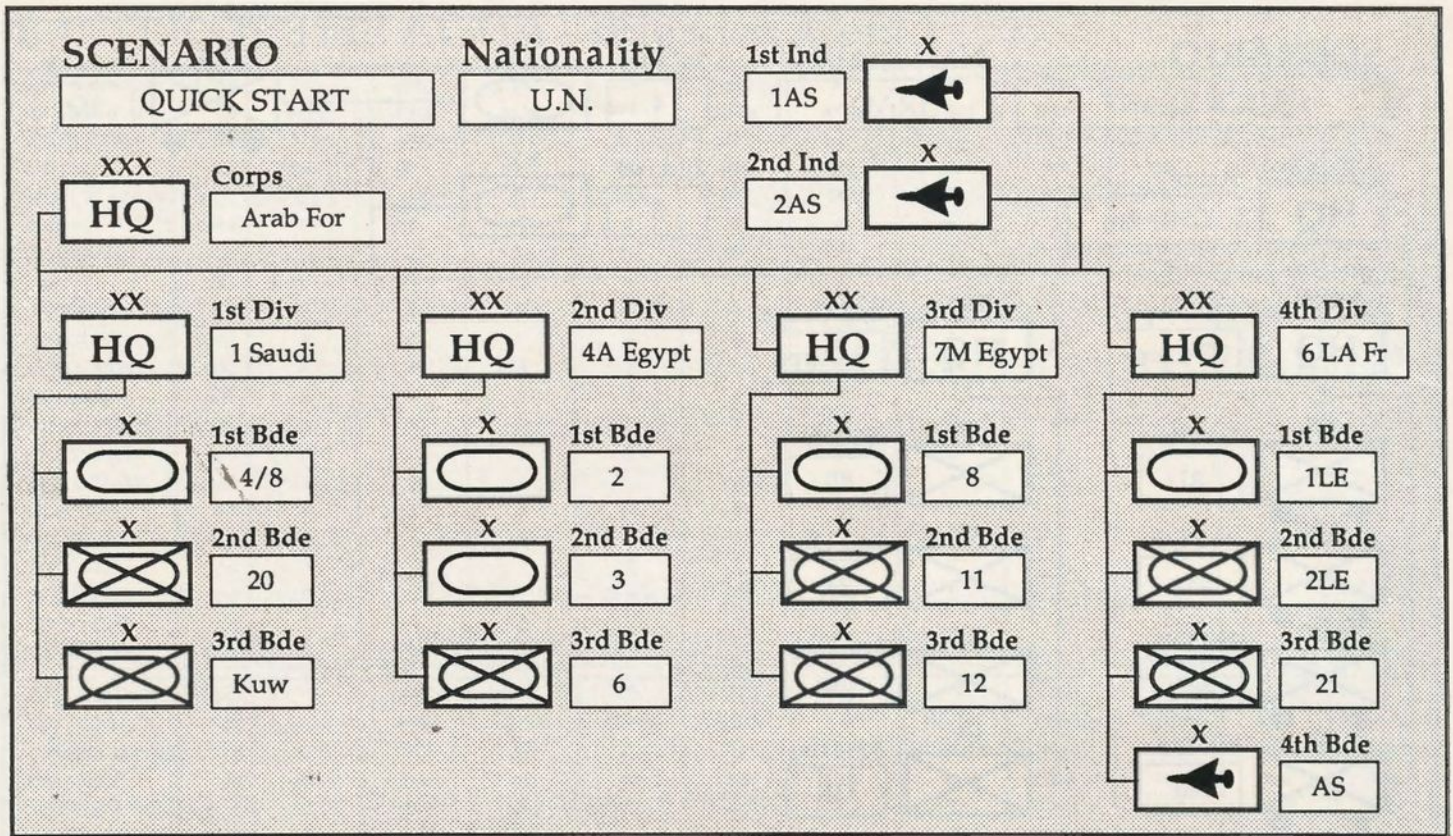 SCENARIO
QUICK START
Nationality
U.N.
1st Ind
1AS
X
2nd Ind
2AS
X
XXX
HQ
Corps
Arab For
XX
HQ
1st Div
1 Saudi
XX
HQ
2nd Div
4A Egypt
XX
HQ
3rd Div
7M Egypt
XX
HQ
4th Div
6 LA Fr
X
1st Bde
4/8
X
1st Bde
2
X
1st Bde
8
X
1st Bde
1LE
X
2nd Bde
20
X
2nd Bde
3
X
2nd Bde
11
X
2nd Bde
2LE
X
3rd Bde
Kuw
X
3rd Bde
6
X
3rd Bde
12
X
3rd Bde
21
X
4th Bde
AS